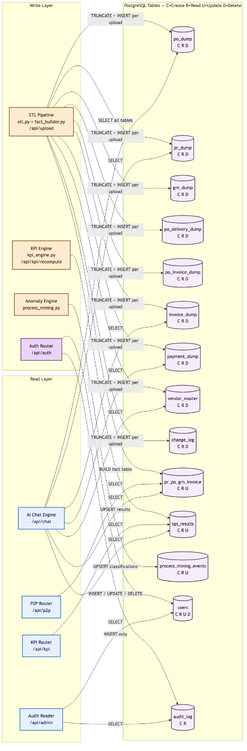 Write Layer
PostgreSQL Tables — C=Create R=Read U=Update D=Delete
TRUNCATE + INSERT per
upload
po_dump
C R D
ETL Pipeline
etl.py + fact_builder.py
/api/upload
SELECT all tables
TRUNCATE + INSERT per
upload
pr_dump
C R D
SELECT
TRUNCATE + INSERT per
upload
grn_dump
C R D
TRUNCATE + INSERT per
upload
po_delivery_dump
C R D
KPI Engine
kpi_engine.py
/api/kpi/recompute
TRUNCATE + INSERT per
upload
po_invoice_dump
C R D
Anomaly Engine
process_mining.py
TRUNCATE + INSERT per
upload
invoice_dump
C R D
SELECT
Auth Router
/api/auth
TRUNCATE + INSERT per
upload
payment_dump
C R D
SELECT
Read Layer
TRUNCATE + INSERT per
upload
vendor_master
C R D
SELECT
TRUNCATE + INSERT per
upload
change_log
C R D
AI Chat Engine
/api/chat
BUILD fact table
SELECT
pr_po_grn_invoice
C R U
SELECT
UPSERT results
SELECT
kpi_results
C R U
SELECT
UPSERT classifications
process_mining_events
C R U
P2P Router
/api/p2p
INSERT / UPDATE / DELETE
users
C R U D
KPI Router
/api/kpi
INSERT only
Audit Reader
/api/admin
SELECT
audit_log
C R